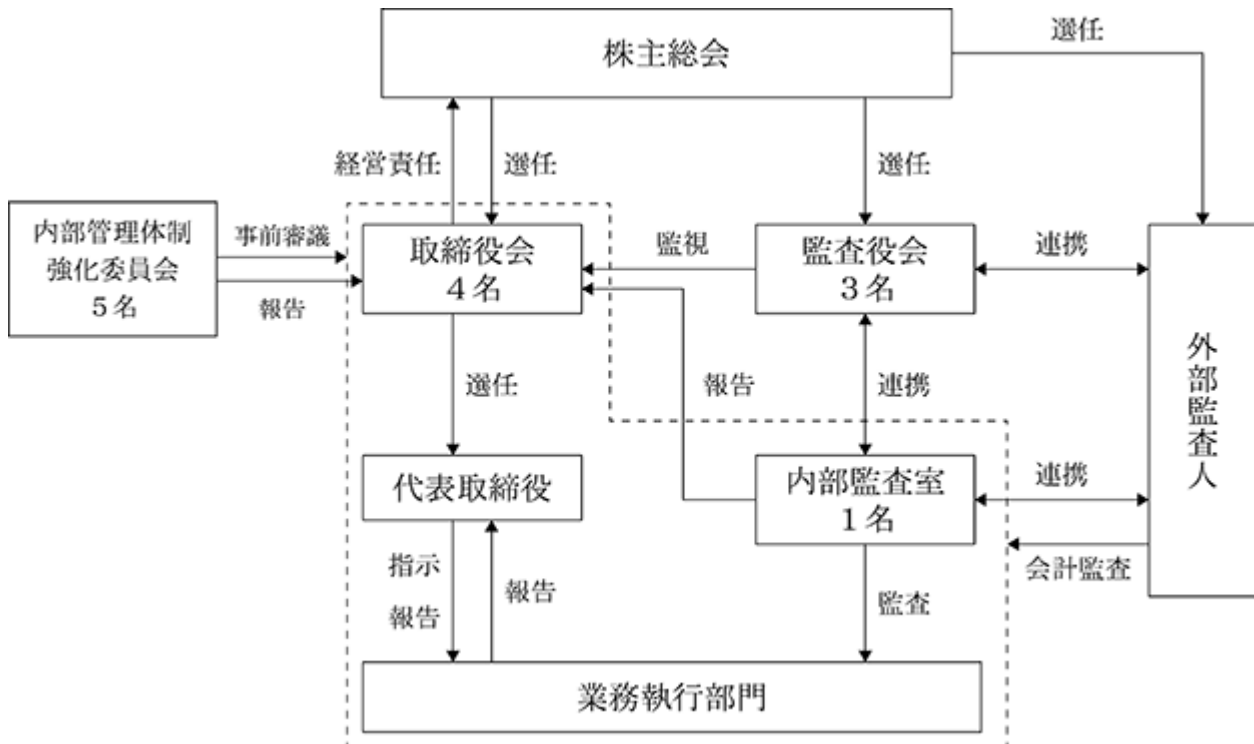 株主総会
選任
経営責任
選任
選任
内部管理体制
強化委員会
5名
事前審議
報告
取締役会
4名
監視
監査役会
3名
連携
外部監査人
選任
報告
連携
代表取締役
内部監査室
1名
連携
会計監査
指示
報告
報告
監査
業務執行部門